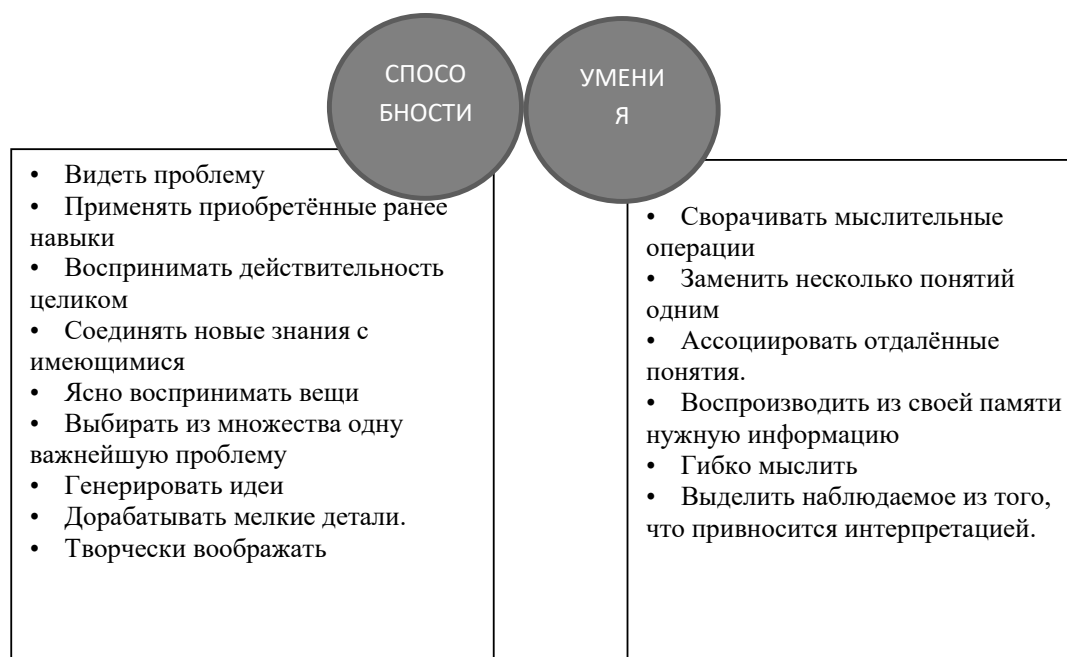 СПОСО
БНОСТИ
УМЕНИ
Я
• Видеть проблему
• Применять приобретённые ранее
навыки
• Воспринимать действительность
целиком
• Соединять новые знания с
имеющимися
• Ясно воспринимать вещи
• Выбирать из множества одну
важнейшую проблему
• Генерировать идеи
• Дорабатывать мелкие детали.
• Творчески воображать
• Сворачивать мыслительные
операции
• Заменить несколько понятий
одним
• Ассоциировать отдалённые
понятия.
• Воспроизводить из своей памяти
нужную информацию
• Гибко мыслить
• Выделить наблюдаемое из того,
что привносится интерпретацией.